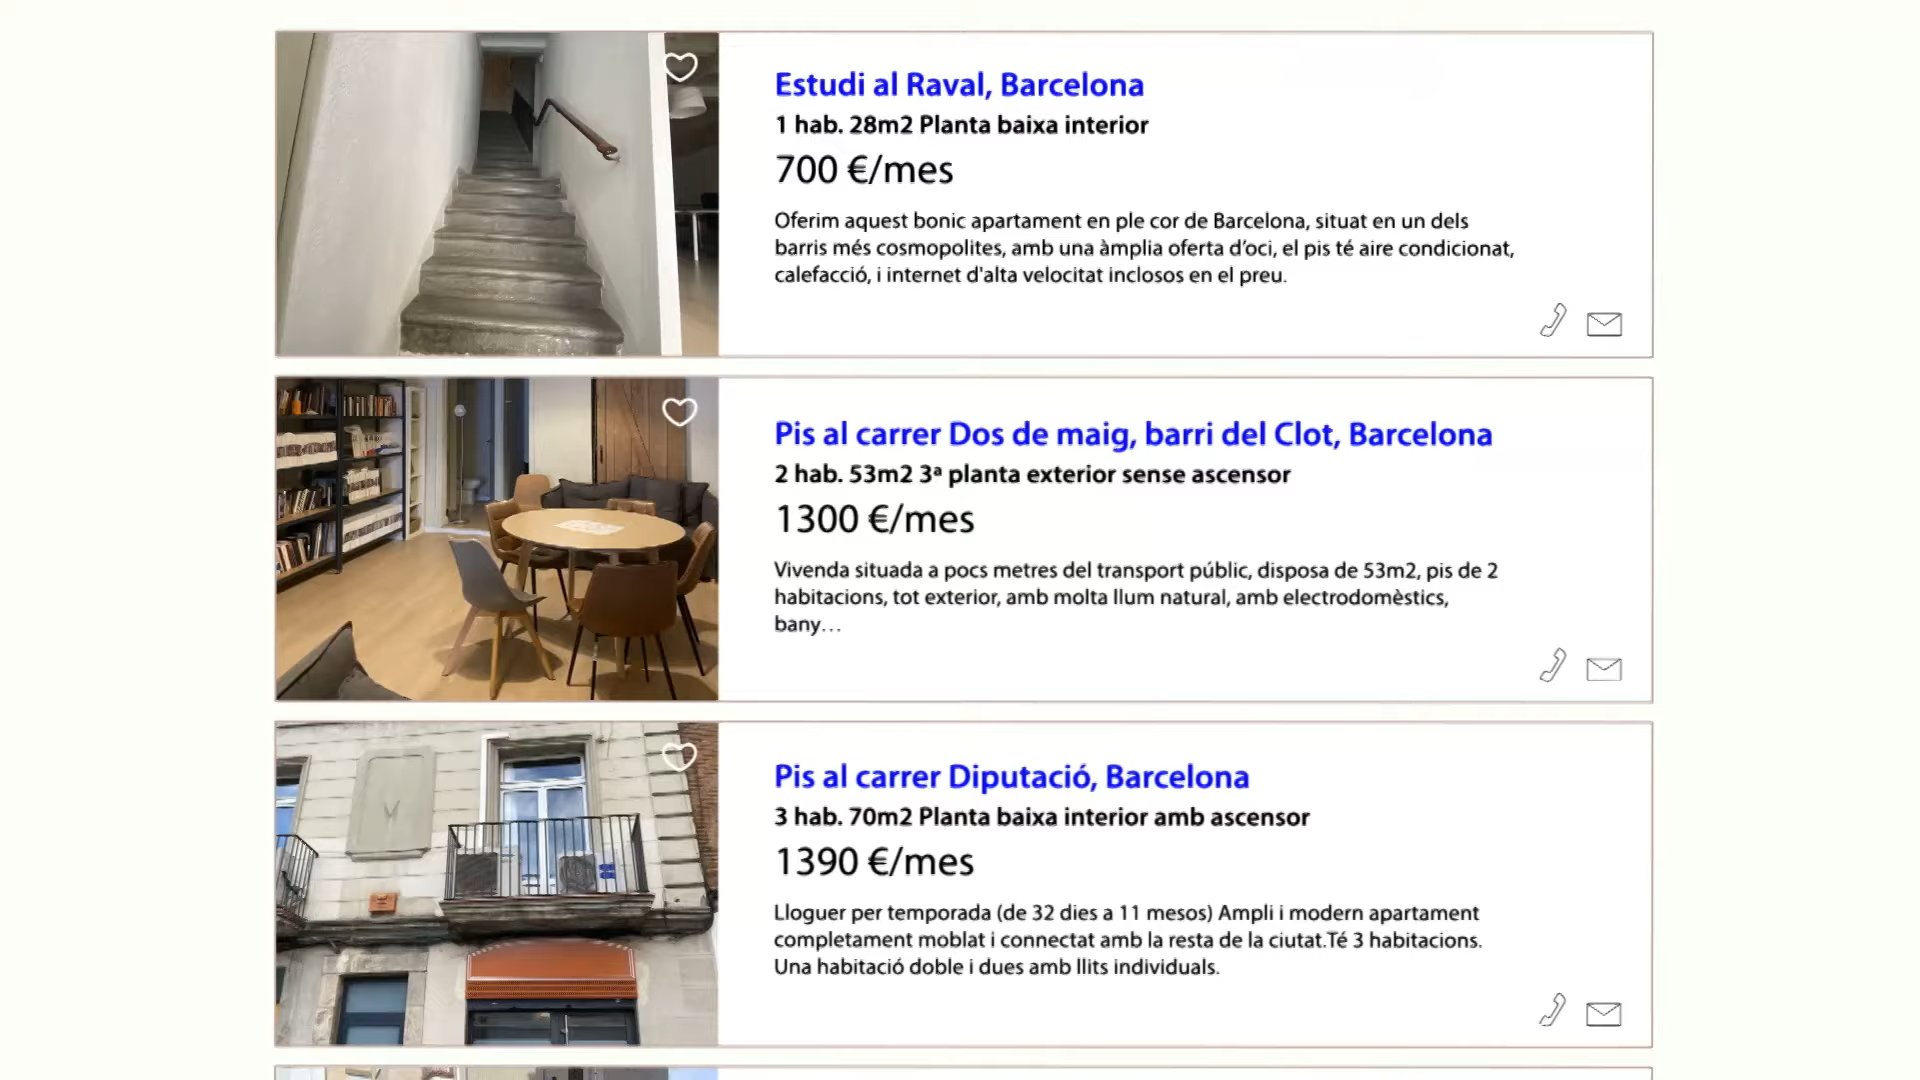 Estudi al Raval, Barcelona
1 hab. 28m2 Planta baixa interior
700 €/mes
Oferim aquest bonic apartament en ple cor de Barcelona, situat en un dels
barris més cosmopolites, amb una àmplia oferta d’oci, el pis té aire condicionat,
calefacció, i internet d'alta velocitat inclosos en el preu.
Pis al carrer Dos de maig, barri del Clot, Barcelona
2 hab. 53m2 3ª planta exterior sense ascensor
1300 €/mes
Vivenda situada a pocs metres del transport públic, disposa de 53m2, pis de 2
habitacions, tot exterior, amb molta llum natural, amb electrodomèstics,
bany…
Pis al carrer Diputació, Barcelona
3 hab. 70m2 Planta baixa interior amb ascensor
1390 €/mes
Lloguer per temporada (de 32 dies a 11 mesos) Ampli i modern apartament
completament moblat i connectat amb la resta de la ciutat.Té 3 habitacions.
Una habitació doble i dues amb llits individuals.